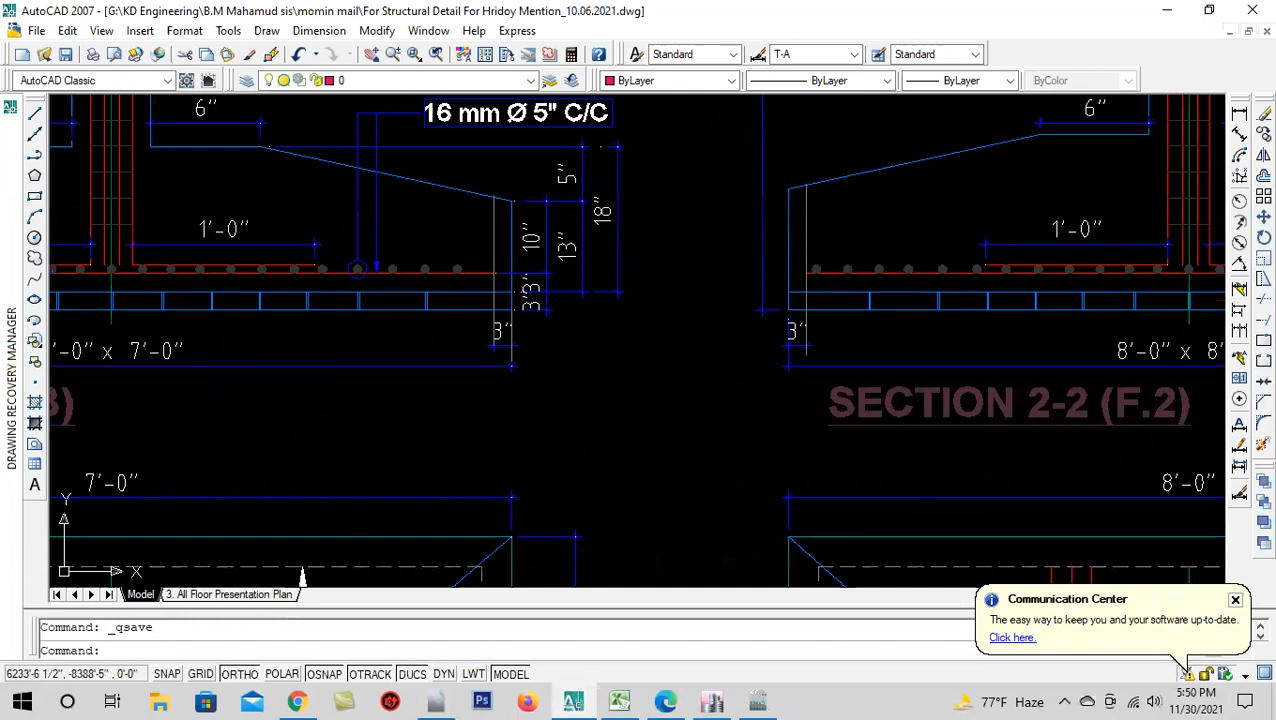 AutoCAD 2007 - [G:\KD Engineering\B.M Mahamud sis\momin mail\For Structural Detail For Hridoy Mention_10.06.2021.dwg]
File Edit View Insert Format Tools Draw Dimension Modify Window Help Express
Standard T-A Standard
AutoCAD Classic 0 ByLayer ByLayer ByLayer ByColor
6" 16 mm Ø 5" C/C 6"
5"
18"
1'-0" 10" 13" 1'-0"
3" 3"
3" 3"
'-0" x 7'-0" 8'-0" x 8'
3) SECTION 2-2 (F.2)
7'-0" 8'-0"
Y
X
Model 3. All Floor Presentation Plan
DRAWING RECOVERY MANAGER
Communication Center
The easy way to keep you and your software up-to-date.
Click here.
Command: _qsave
Command:
6233'-6 1/2", -8388'-5" , 0'-0" SNAP GRID ORTHO POLAR OSNAP OTRACK DUCS DYN LWT MODEL
77°F Haze 5:50 PM
11/30/2021